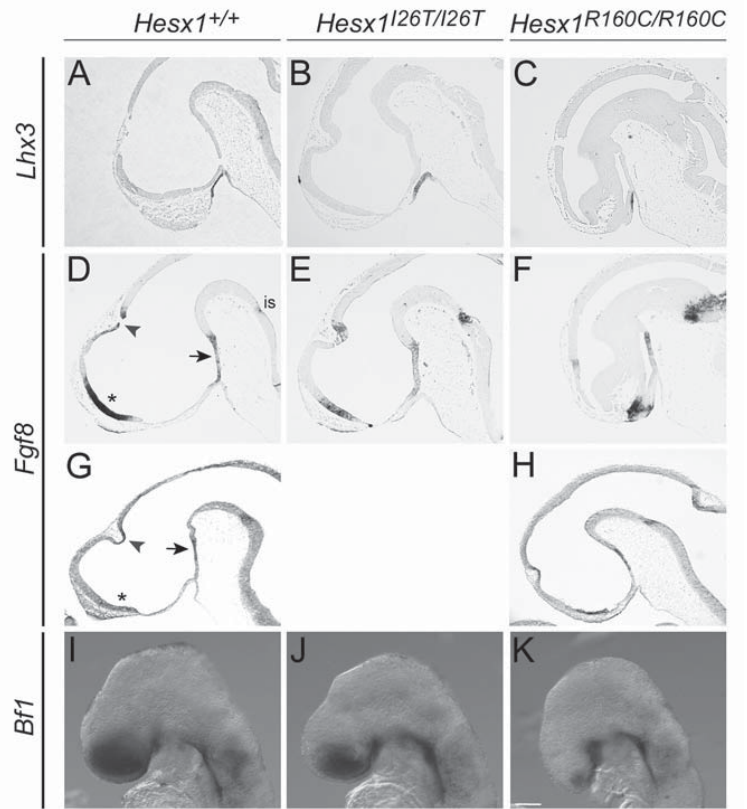 Hesx1+/+ Hesx1I26T/I26T Hesx1R160C/R160C
Lhx3
A B C
Fgf8
D E F
is
*
G H
*
Bf1
I J K